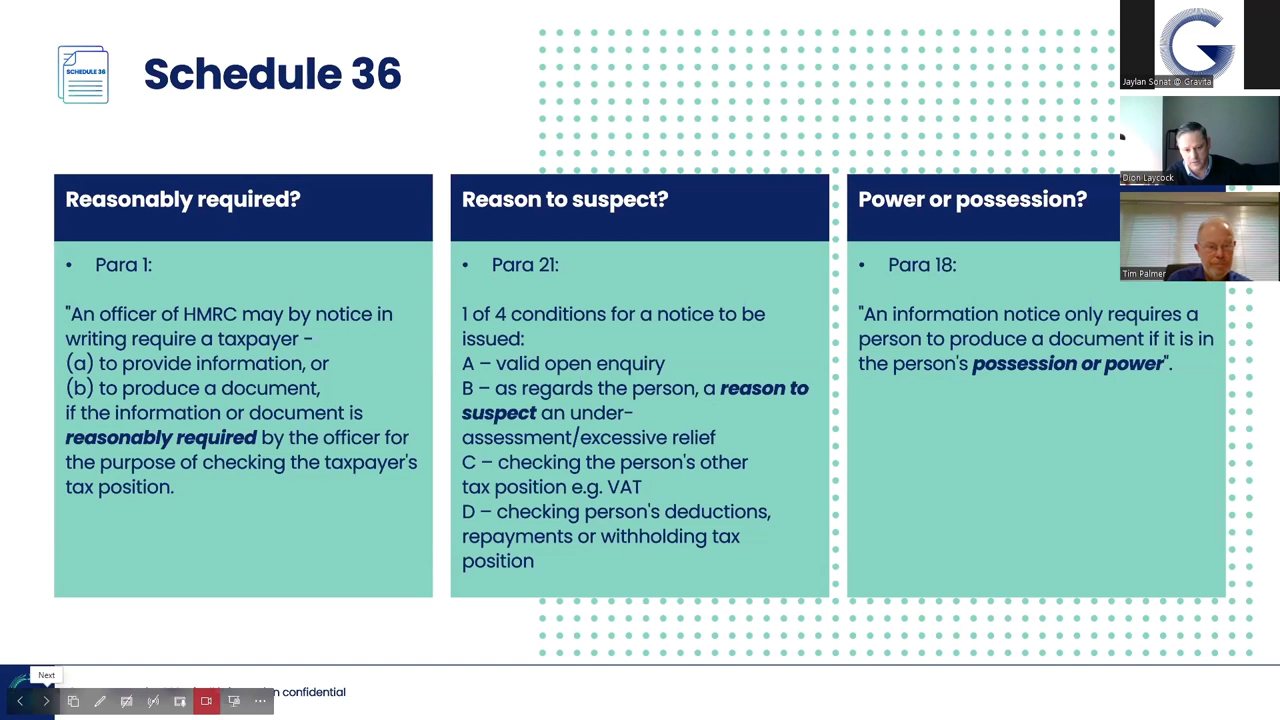 SCHEDULE 36
Schedule 36
Reasonably required?
• Para 1:
"An officer of HMRC may by notice in
writing require a taxpayer -
(a) to provide information, or
(b) to produce a document,
if the information or document is
reasonably required by the officer for
the purpose of checking the taxpayer's
tax position.
Reason to suspect?
• Para 21:
1 of 4 conditions for a notice to be
issued:
A – valid open enquiry
B – as regards the person, a reason to
suspect an under-
assessment/excessive relief
C – checking the person's other
tax position e.g. VAT
D – checking person's deductions,
repayments or withholding tax
position
Power or possession?
• Para 18:
"An information notice only requires a
person to produce a document if it is in
the person's possession or power".
G
Jaylan Sonat @ Gravita
Dion Laycock
Tim Palmer
Next
confidential